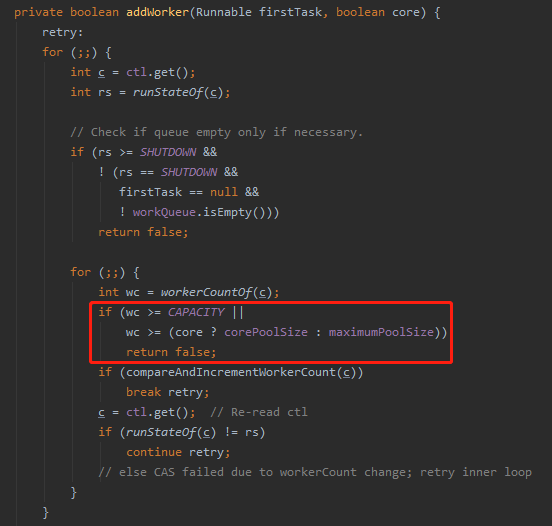 private boolean addWorker(Runnable firstTask, boolean core) {
    retry:
    for (;;) {
        int c = ctl.get();
        int rs = runStateOf(c);

        // Check if queue empty only if necessary.
        if (rs >= SHUTDOWN &&
            ! (rs == SHUTDOWN &&
               firstTask == null &&
               ! workQueue.isEmpty()))
            return false;

        for (;;) {
            int wc = workerCountOf(c);
            if (wc >= CAPACITY ||
                wc >= (core ? corePoolSize : maximumPoolSize))
                return false;
            if (compareAndIncrementWorkerCount(c))
                break retry;
            c = ctl.get();  // Re-read ctl
            if (runStateOf(c) != rs)
                continue retry;
            // else CAS failed due to workerCount change; retry inner loop
        }
    }